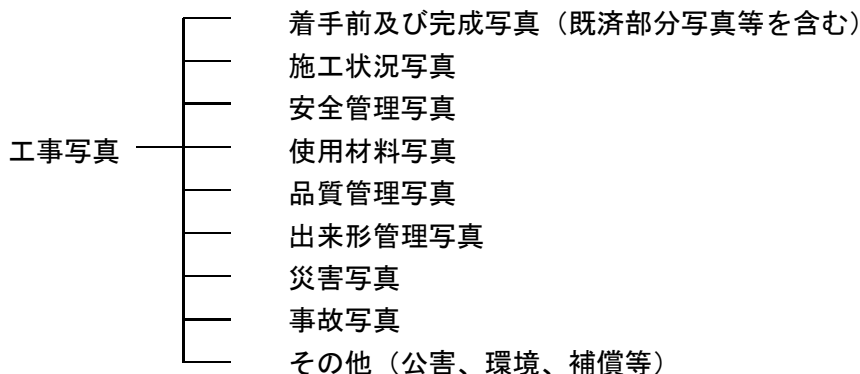 着手前及び完成写真（既済部分写真等を含む）
施工状況写真
安全管理写真
工事写真
使用材料写真
品質管理写真
出来形管理写真
災害写真
事故写真
その他（公害、環境、補償等）